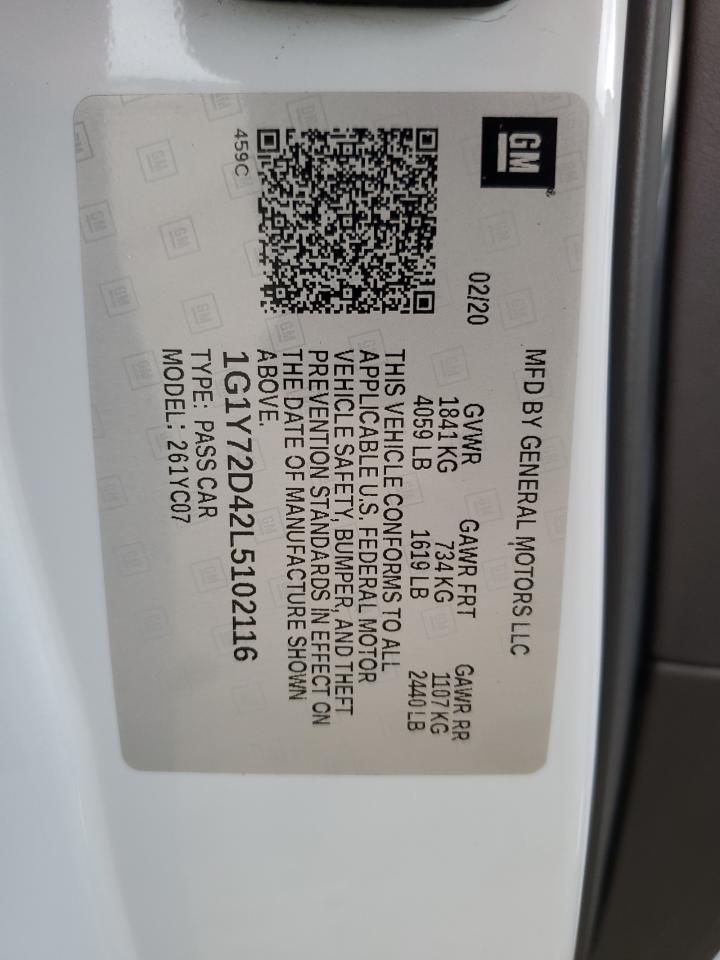 GM
MFD BY GENERAL MOTORS LLC
02/20
GVWR GAWR FRT GAWR RR
1841 KG 734 KG 1107 KG
4059 LB 1619 LB 2440 LB
THIS VEHICLE CONFORMS TO ALL
APPLICABLE U.S. FEDERAL MOTOR
VEHICLE SAFETY, BUMPER, AND THEFT
PREVENTION STANDARDS IN EFFECT ON
THE DATE OF MANUFACTURE SHOWN
ABOVE.
459C
1G1Y72D42L5102116
TYPE: PASS CAR
MODEL: 261YC07